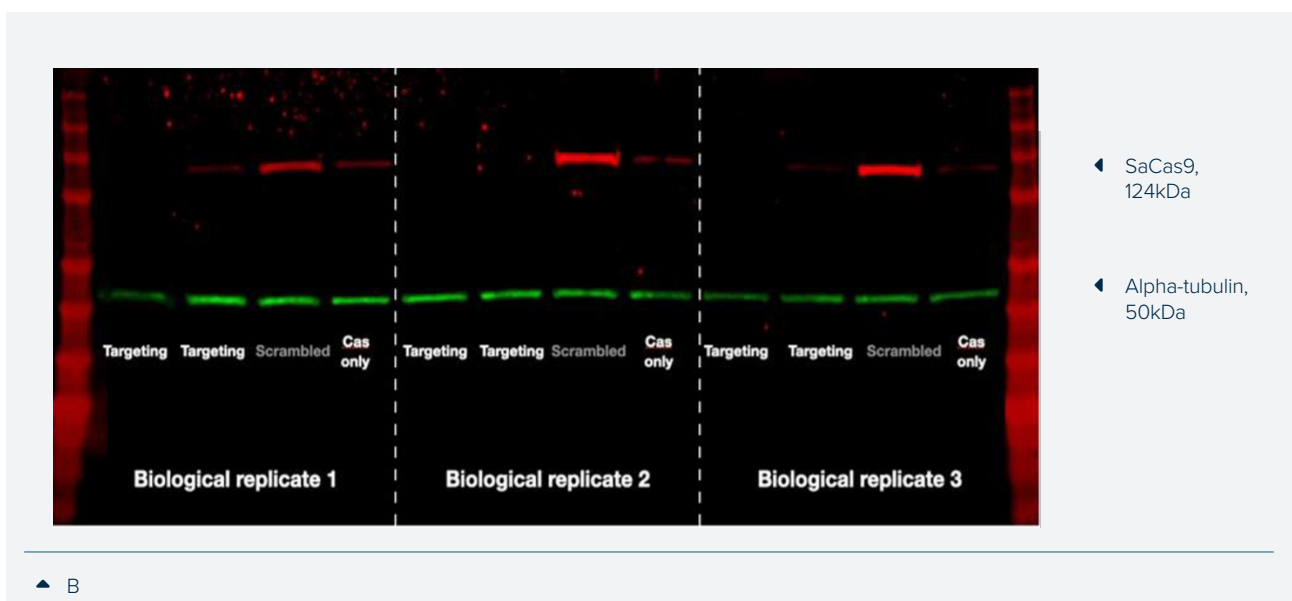 SaCas9,
124kDa
Alpha-tubulin,
50kDa
Targeting Targeting Scrambled Cas only Targeting Targeting Scrambled Cas only Targeting Targeting Scrambled Cas only
Biological replicate 1 Biological replicate 2 Biological replicate 3
B